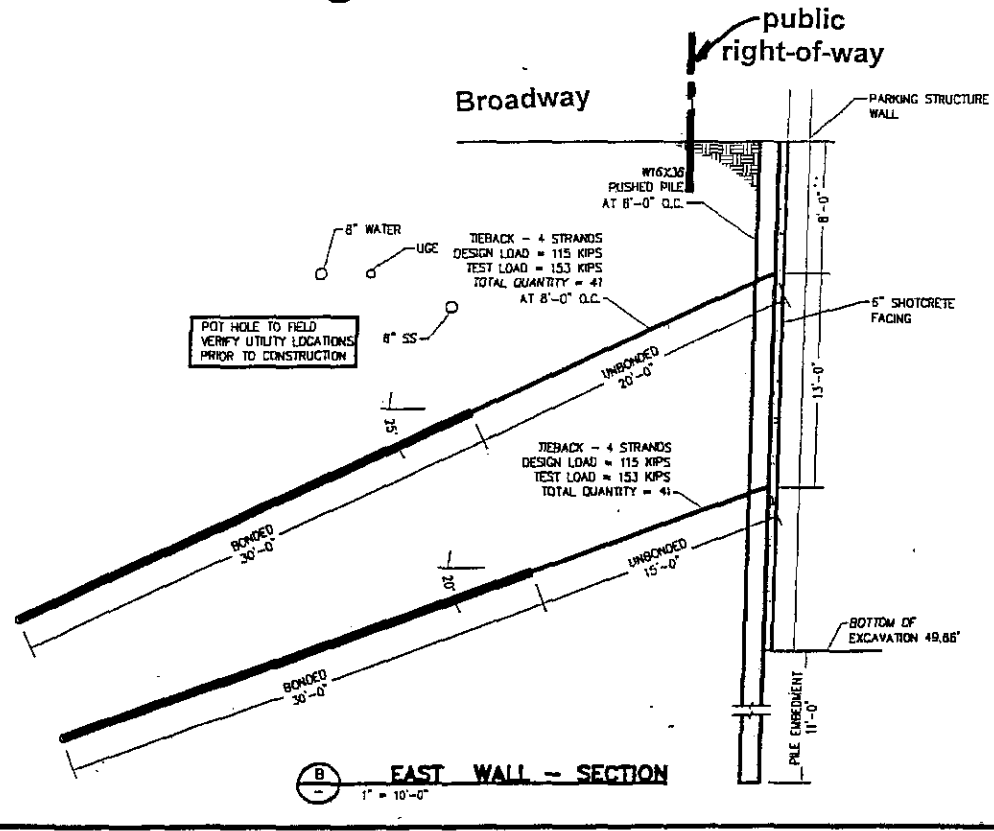 public
right-of-way
Broadway
PARKING STRUCTURE
WALL
W16X36
PUSHED PILE
AT 8'-0" O.C.
8'-0"
8" WATER
UGE
TIEBACK - 4 STRANDS
DESIGN LOAD = 115 KIPS
TEST LOAD = 153 KIPS
TOTAL QUANTITY = 41
AT 8'-0" O.C.
8" SS
6" SHOTCRETE
FACING
POT HOLE TO FIELD
VERIFY UTILITY LOCATIONS
PRIOR TO CONSTRUCTION
UNBONDED
20'-0"
13'-0"
25°
TIEBACK - 4 STRANDS
DESIGN LOAD = 115 KIPS
TEST LOAD = 153 KIPS
TOTAL QUANTITY = 41
BONDED
30'-0"
UNBONDED
15'-0"
20°
BOTTOM OF
EXCAVATION 49.66'
BONDED
30'-0"
PILE EMBEDMENT
11'-0"
B
EAST WALL - SECTION
1" = 10'-0"